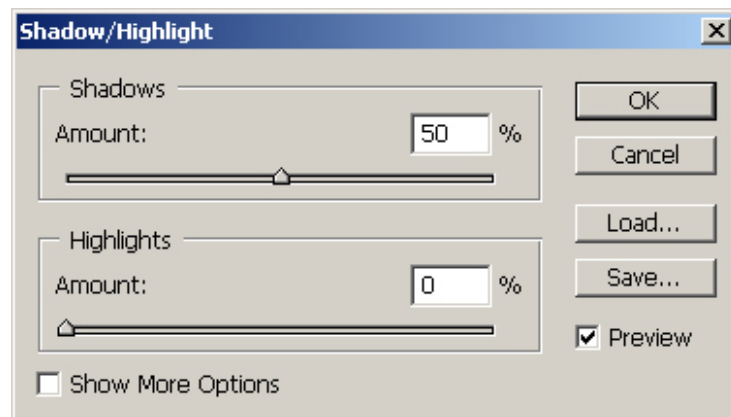 Shadow/Highlight
Shadows
Amount: 50 %
Highlights
Amount: 0 %
Show More Options
OK
Cancel
Load...
Save...
Preview